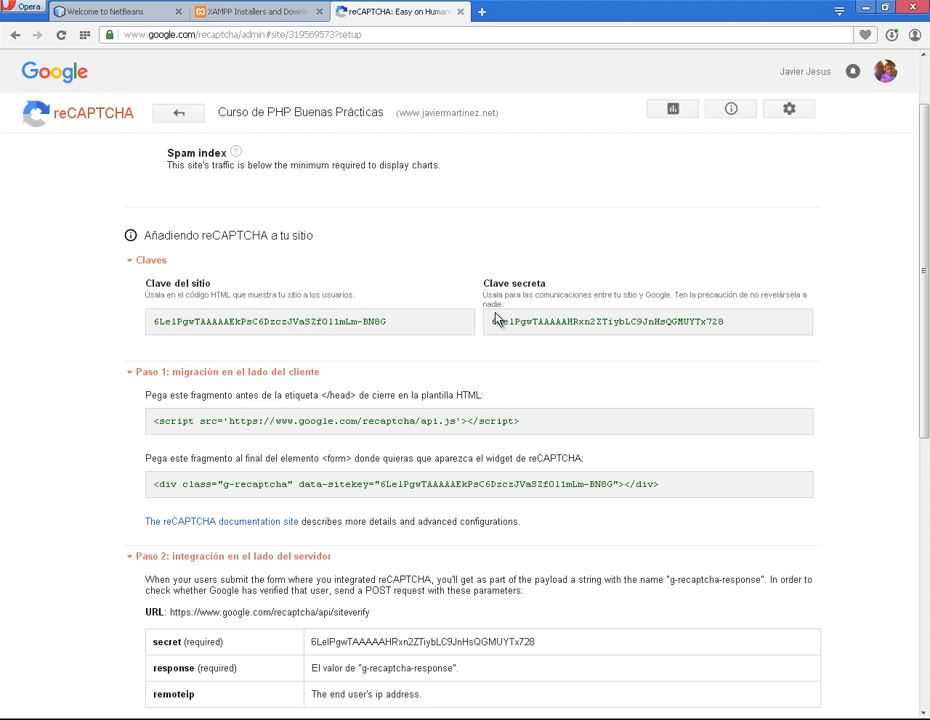 Opera
Welcome to NetBeans
XAMPP Installers and Downl
reCAPTCHA: Easy on Human
www.google.com/recaptcha/admin#site/319569573?setup
Google
Javier Jesus
reCAPTCHA
Curso de PHP Buenas Prácticas (www.javiermartinez.net)
Spam index ?
This site's traffic is below the minimum required to display charts.
Añadiendo reCAPTCHA a tu sitio
Claves
Clave del sitio
Úsala en el código HTML que muestra tu sitio a los usuarios.
6LelPgwTAAAAAEkPsC6DzczJVaSZfOl1mLm-BN8G
Clave secreta
Úsala para las comunicaciones entre tu sitio y Google. Ten la precaución de no revelársela a
nadie.
6LelPgwTAAAAAHRxn2ZTiybLC9JnHsQGMUYTx728
Paso 1: migración en el lado del cliente
Pega este fragmento antes de la etiqueta </head> de cierre en la plantilla HTML:
<script src='https://www.google.com/recaptcha/api.js'></script>
Pega este fragmento al final del elemento <form> donde quieras que aparezca el widget de reCAPTCHA:
<div class="g-recaptcha" data-sitekey="6LelPgwTAAAAAEkPsC6DzczJVaSZfOl1mLm-BN8G"></div>
The reCAPTCHA documentation site describes more details and advanced configurations.
Paso 2: integración en el lado del servidor
When your users submit the form where you integrated reCAPTCHA, you'll get as part of the payload a string with the name "g-recaptcha-response". In order to
check whether Google has verified that user, send a POST request with these parameters:
URL: https://www.google.com/recaptcha/api/siteverify
secret (required) 6LelPgwTAAAAAHRxn2ZTiybLC9JnHsQGMUYTx728
response (required) El valor de "g-recaptcha-response".
remoteip The end user's ip address.